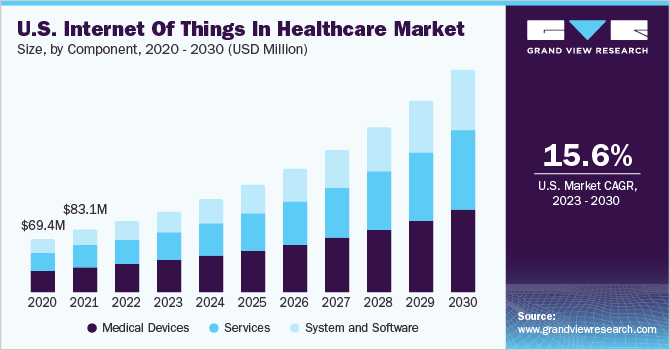 U.S. Internet Of Things In Healthcare Market
Size, by Component, 2020 - 2030 (USD Million)
$69.4M
$83.1M
2020 2021 2022 2023 2024 2025 2026 2027 2028 2029 2030
Medical Devices Services System and Software
GRAND VIEW RESEARCH
15.6%
U.S. Market CAGR,
2023 - 2030
Source:
www.grandviewresearch.com